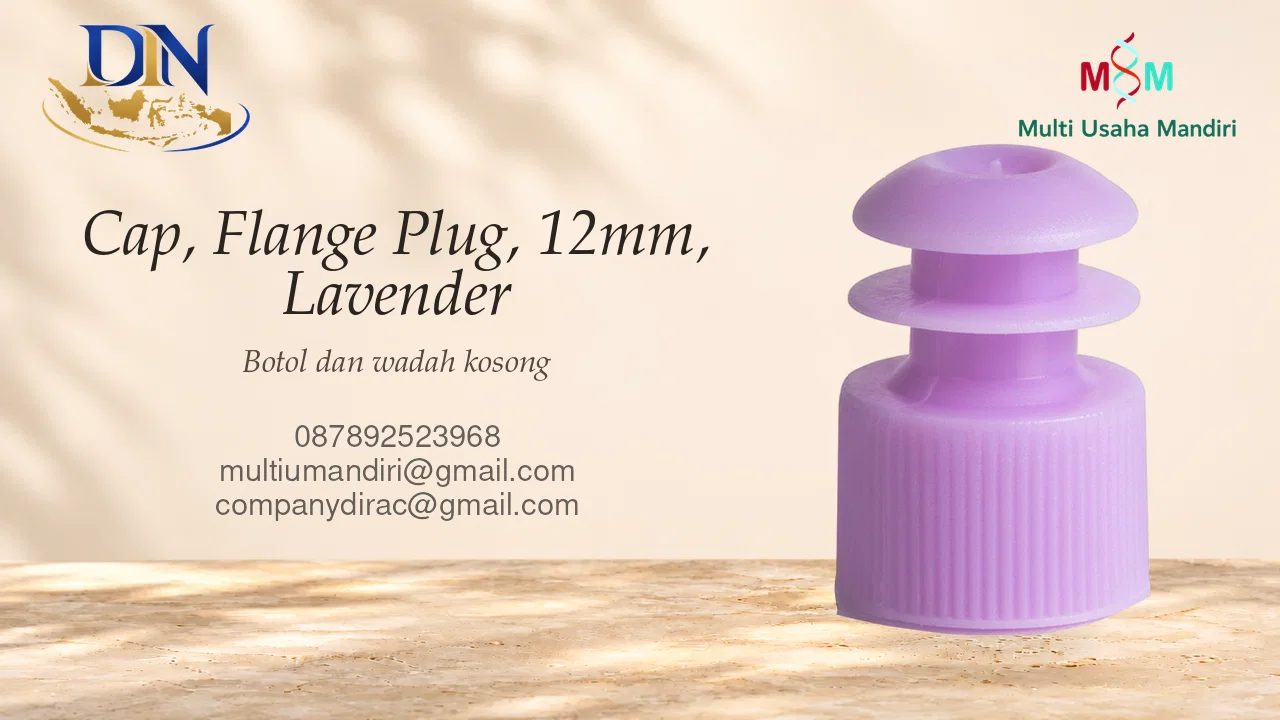 DIN
M M
Multi Usaha Mandiri
Cap, Flange Plug, 12mm,
Lavender
Botol dan wadah kosong
087892523968
multiumandiri@gmail.com
companydirac@gmail.com